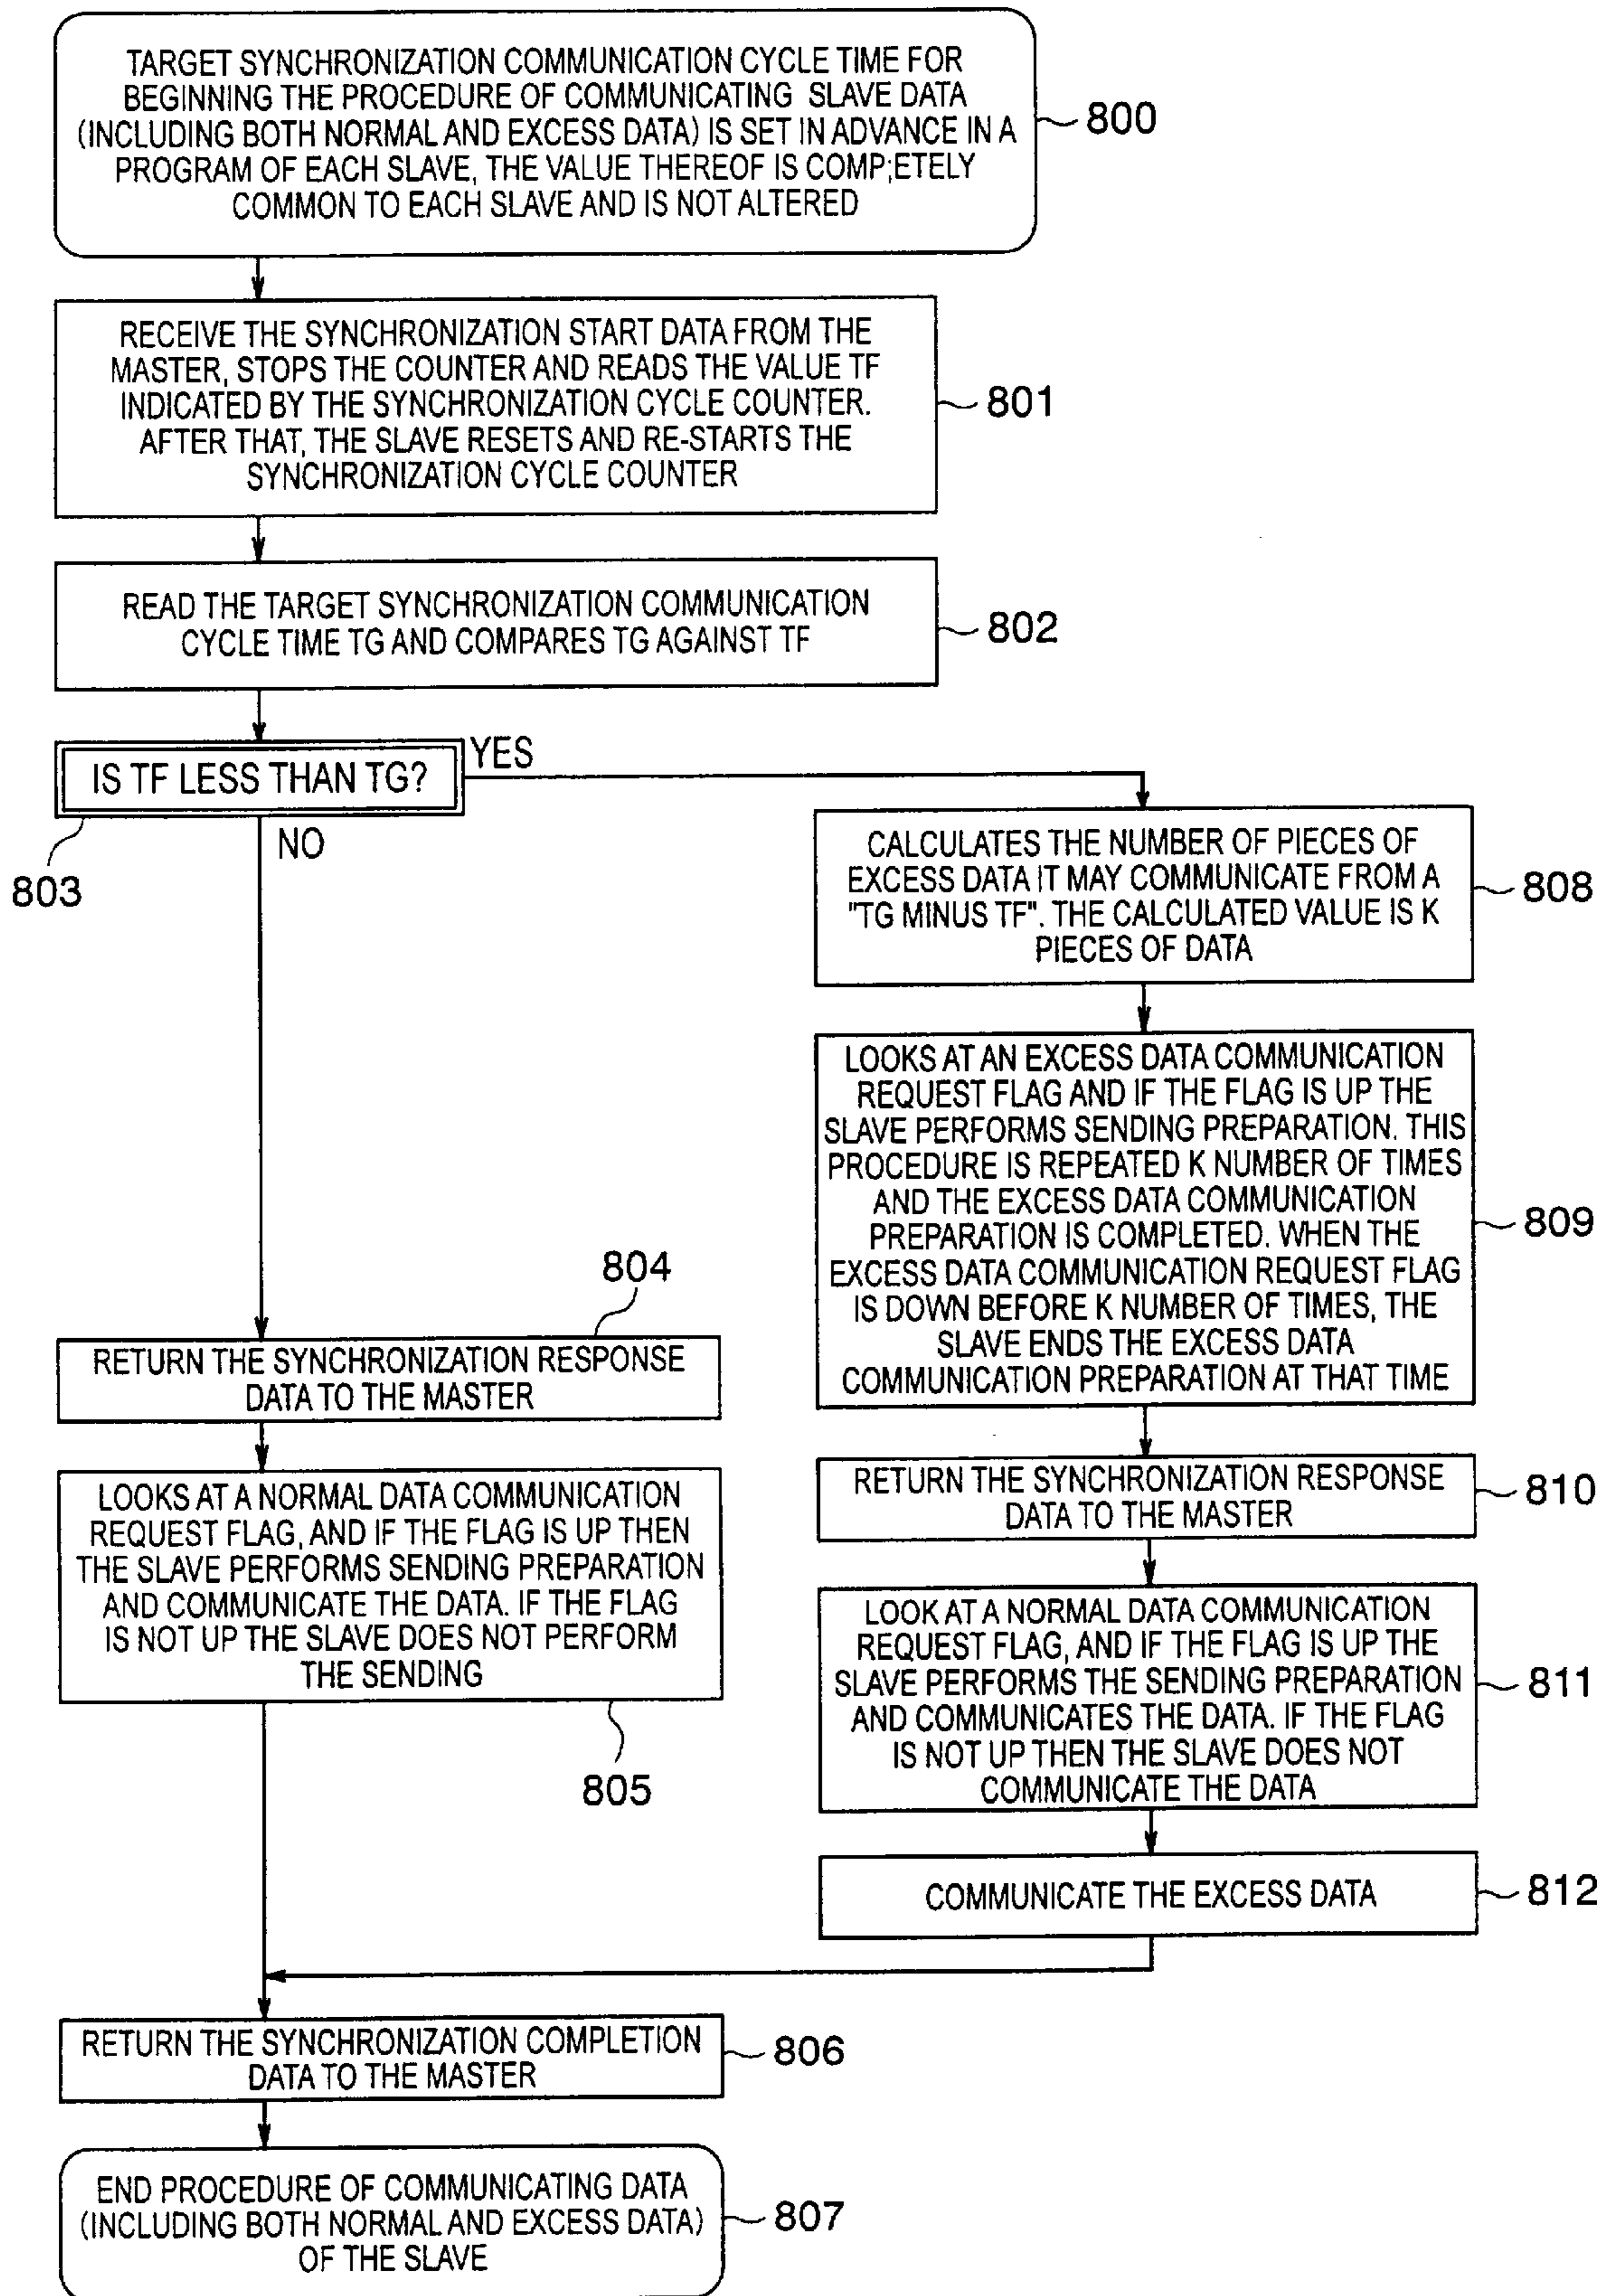 TARGET SYNCHRONIZATION COMMUNICATION CYCLE TIME FOR
BEGINNING THE PROCEDURE OF COMMUNICATING SLAVE DATA
(INCLUDING BOTH NORMAL AND EXCESS DATA) IS SET IN ADVANCE IN A
PROGRAM OF EACH SLAVE, THE VALUE THEREOF IS COMP;ETELY
COMMON TO EACH SLAVE AND IS NOT ALTERED
800
RECEIVE THE SYNCHRONIZATION START DATA FROM THE
MASTER, STOPS THE COUNTER AND READS THE VALUE TF
INDICATED BY THE SYNCHRONIZATION CYCLE COUNTER.
AFTER THAT, THE SLAVE RESETS AND RE-STARTS THE
SYNCHRONIZATION CYCLE COUNTER
801
READ THE TARGET SYNCHRONIZATION COMMUNICATION
CYCLE TIME TG AND COMPARES TG AGAINST TF
802
IS TF LESS THAN TG?
YES
NO
803
CALCULATES THE NUMBER OF PIECES OF
EXCESS DATA IT MAY COMMUNICATE FROM A
"TG MINUS TF". THE CALCULATED VALUE IS K
PIECES OF DATA
808
LOOKS AT AN EXCESS DATA COMMUNICATION
REQUEST FLAG AND IF THE FLAG IS UP THE
SLAVE PERFORMS SENDING PREPARATION. THIS
PROCEDURE IS REPEATED K NUMBER OF TIMES
AND THE EXCESS DATA COMMUNICATION
PREPARATION IS COMPLETED. WHEN THE
EXCESS DATA COMMUNICATION REQUEST FLAG
IS DOWN BEFORE K NUMBER OF TIMES, THE
SLAVE ENDS THE EXCESS DATA
COMMUNICATION PREPARATION AT THAT TIME
809
804
RETURN THE SYNCHRONIZATION RESPONSE
DATA TO THE MASTER
LOOKS AT A NORMAL DATA COMMUNICATION
REQUEST FLAG, AND IF THE FLAG IS UP THEN
THE SLAVE PERFORMS SENDING PREPARATION
AND COMMUNICATE THE DATA. IF THE FLAG
IS NOT UP THE SLAVE DOES NOT PERFORM
THE SENDING
805
RETURN THE SYNCHRONIZATION RESPONSE
DATA TO THE MASTER
810
LOOK AT A NORMAL DATA COMMUNICATION
REQUEST FLAG, AND IF THE FLAG IS UP THE
SLAVE PERFORMS THE SENDING PREPARATION
AND COMMUNICATES THE DATA. IF THE FLAG
IS NOT UP THEN THE SLAVE DOES NOT
COMMUNICATE THE DATA
811
COMMUNICATE THE EXCESS DATA
812
RETURN THE SYNCHRONIZATION COMPLETION
DATA TO THE MASTER
806
END PROCEDURE OF COMMUNICATING DATA
(INCLUDING BOTH NORMAL AND EXCESS DATA)
OF THE SLAVE
807